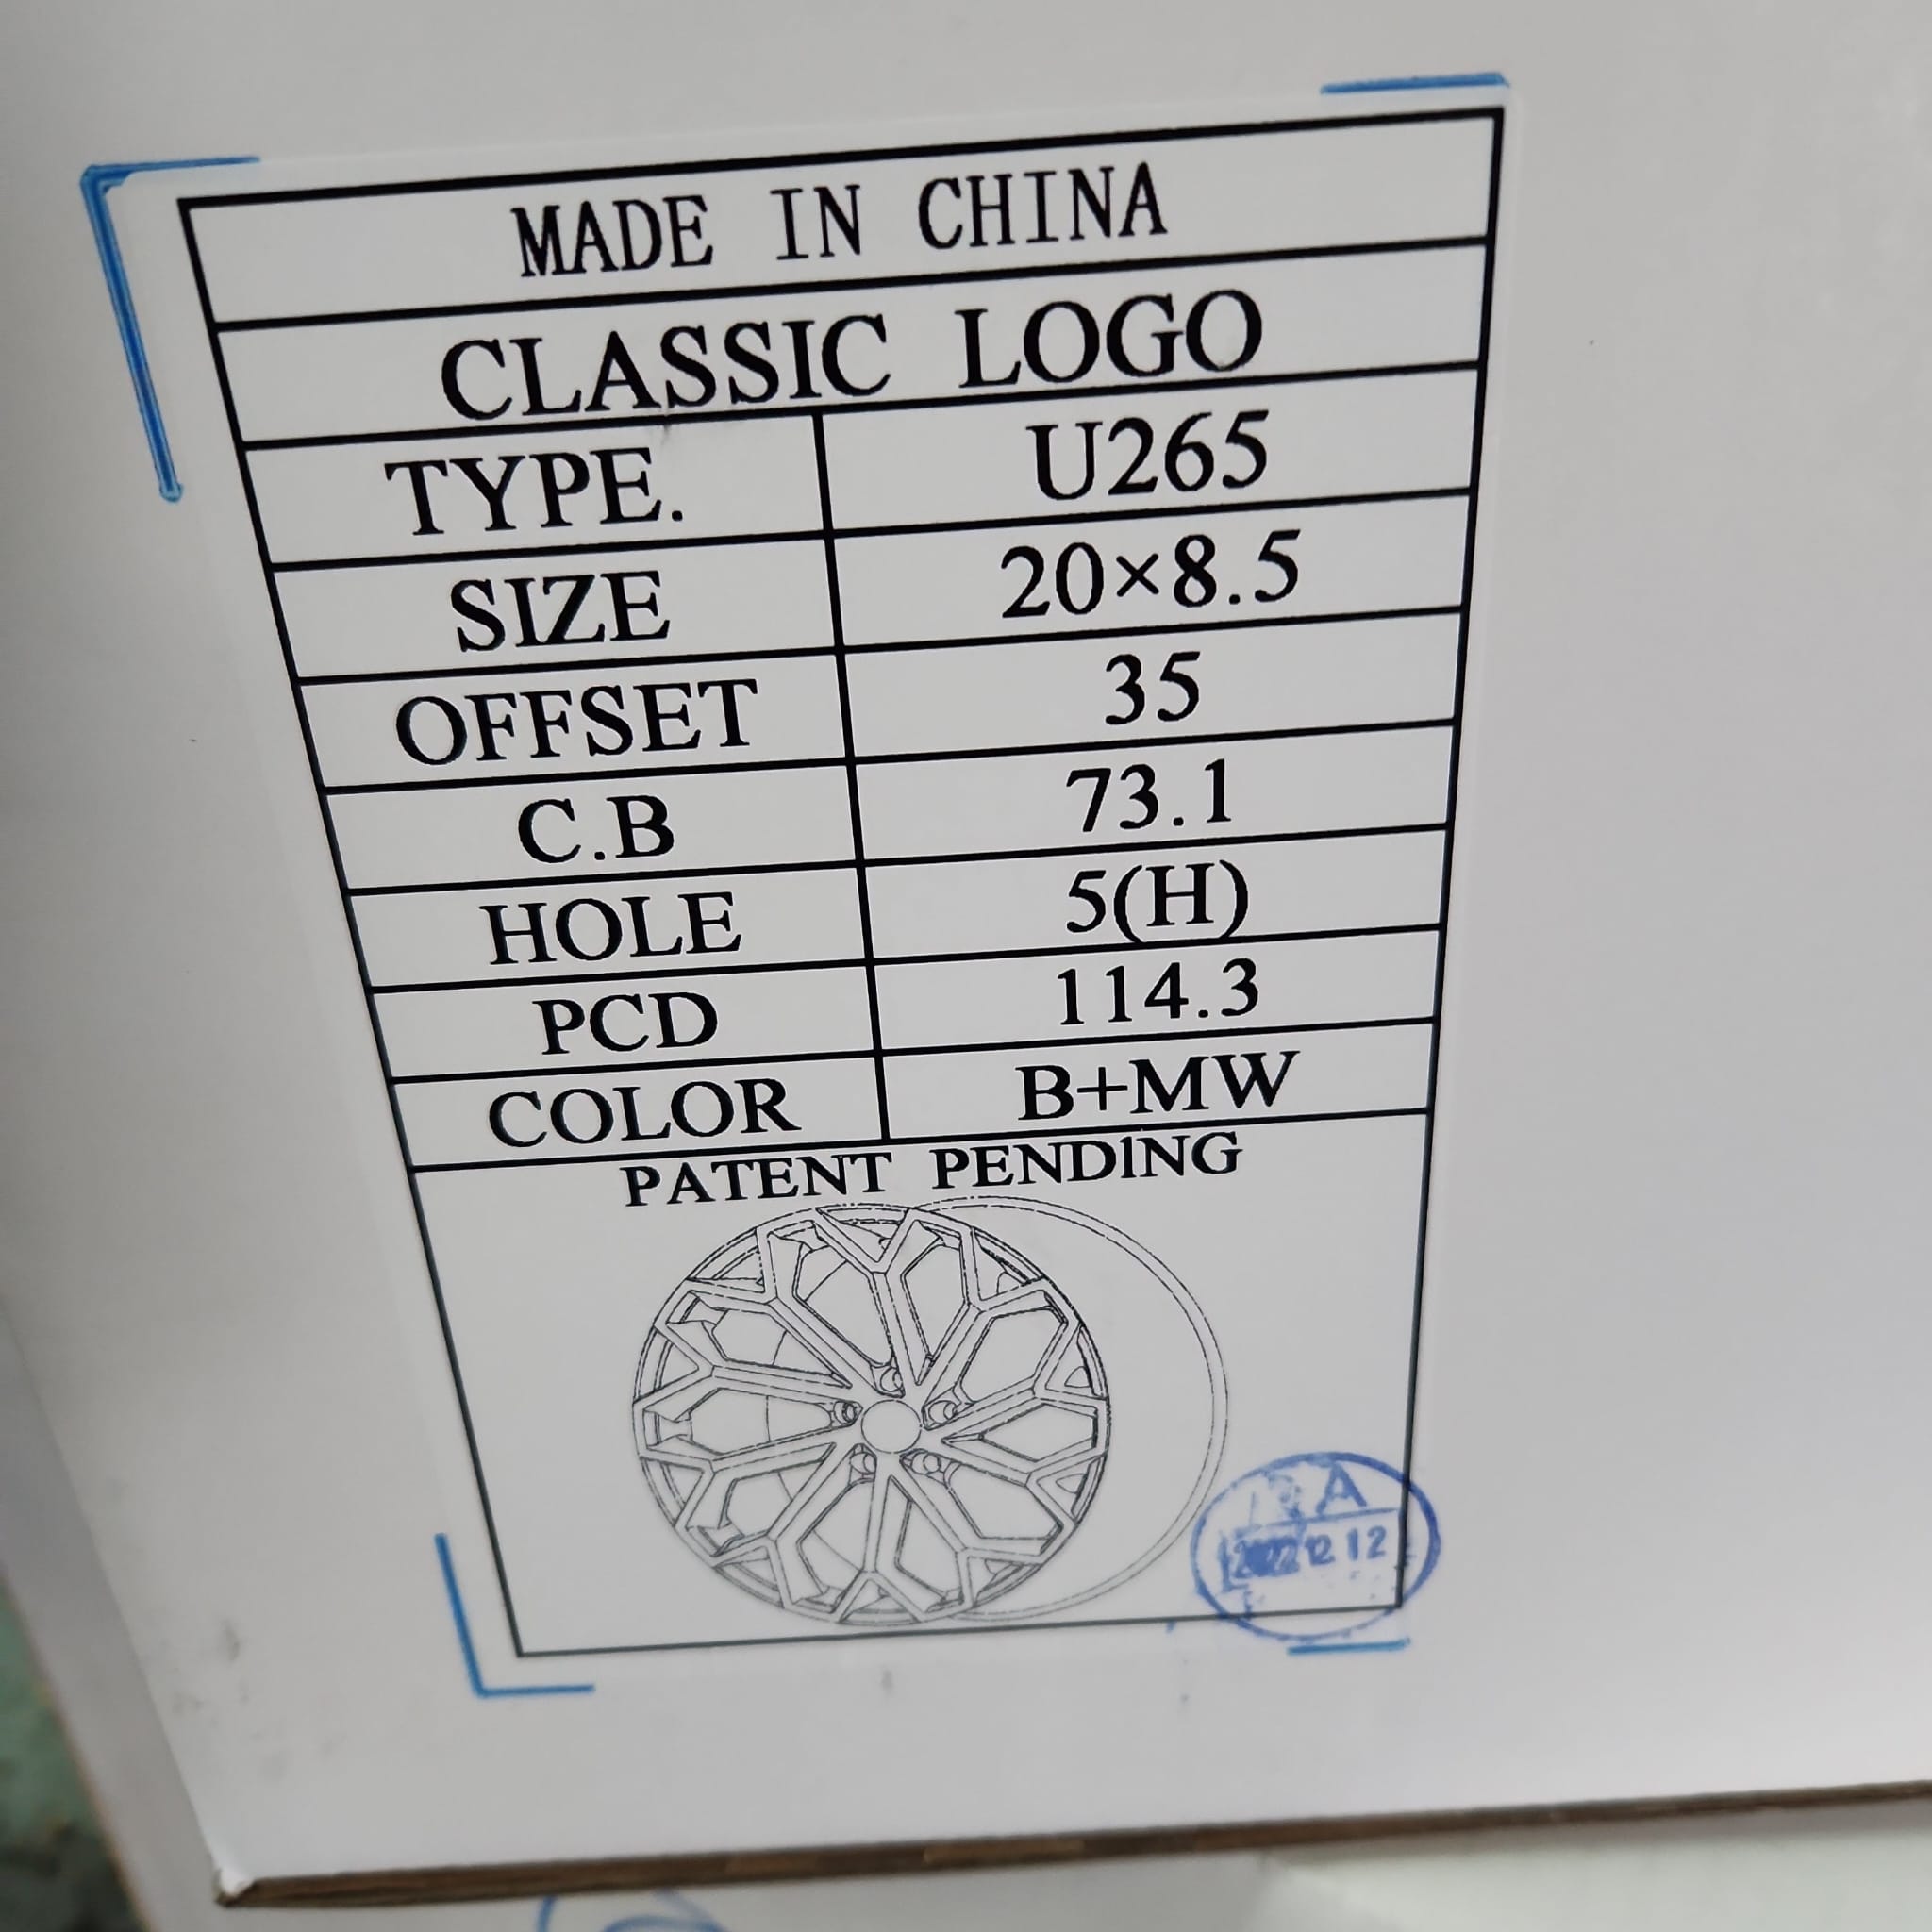 MADE IN CHINA
CLASSIC LOGO
TYPE. U265
SIZE 20×8.5
OFFSET 35
C.B 73.1
HOLE 5(H)
PCD 114.3
COLOR B+MW
PATENT PENDING
A
12 12